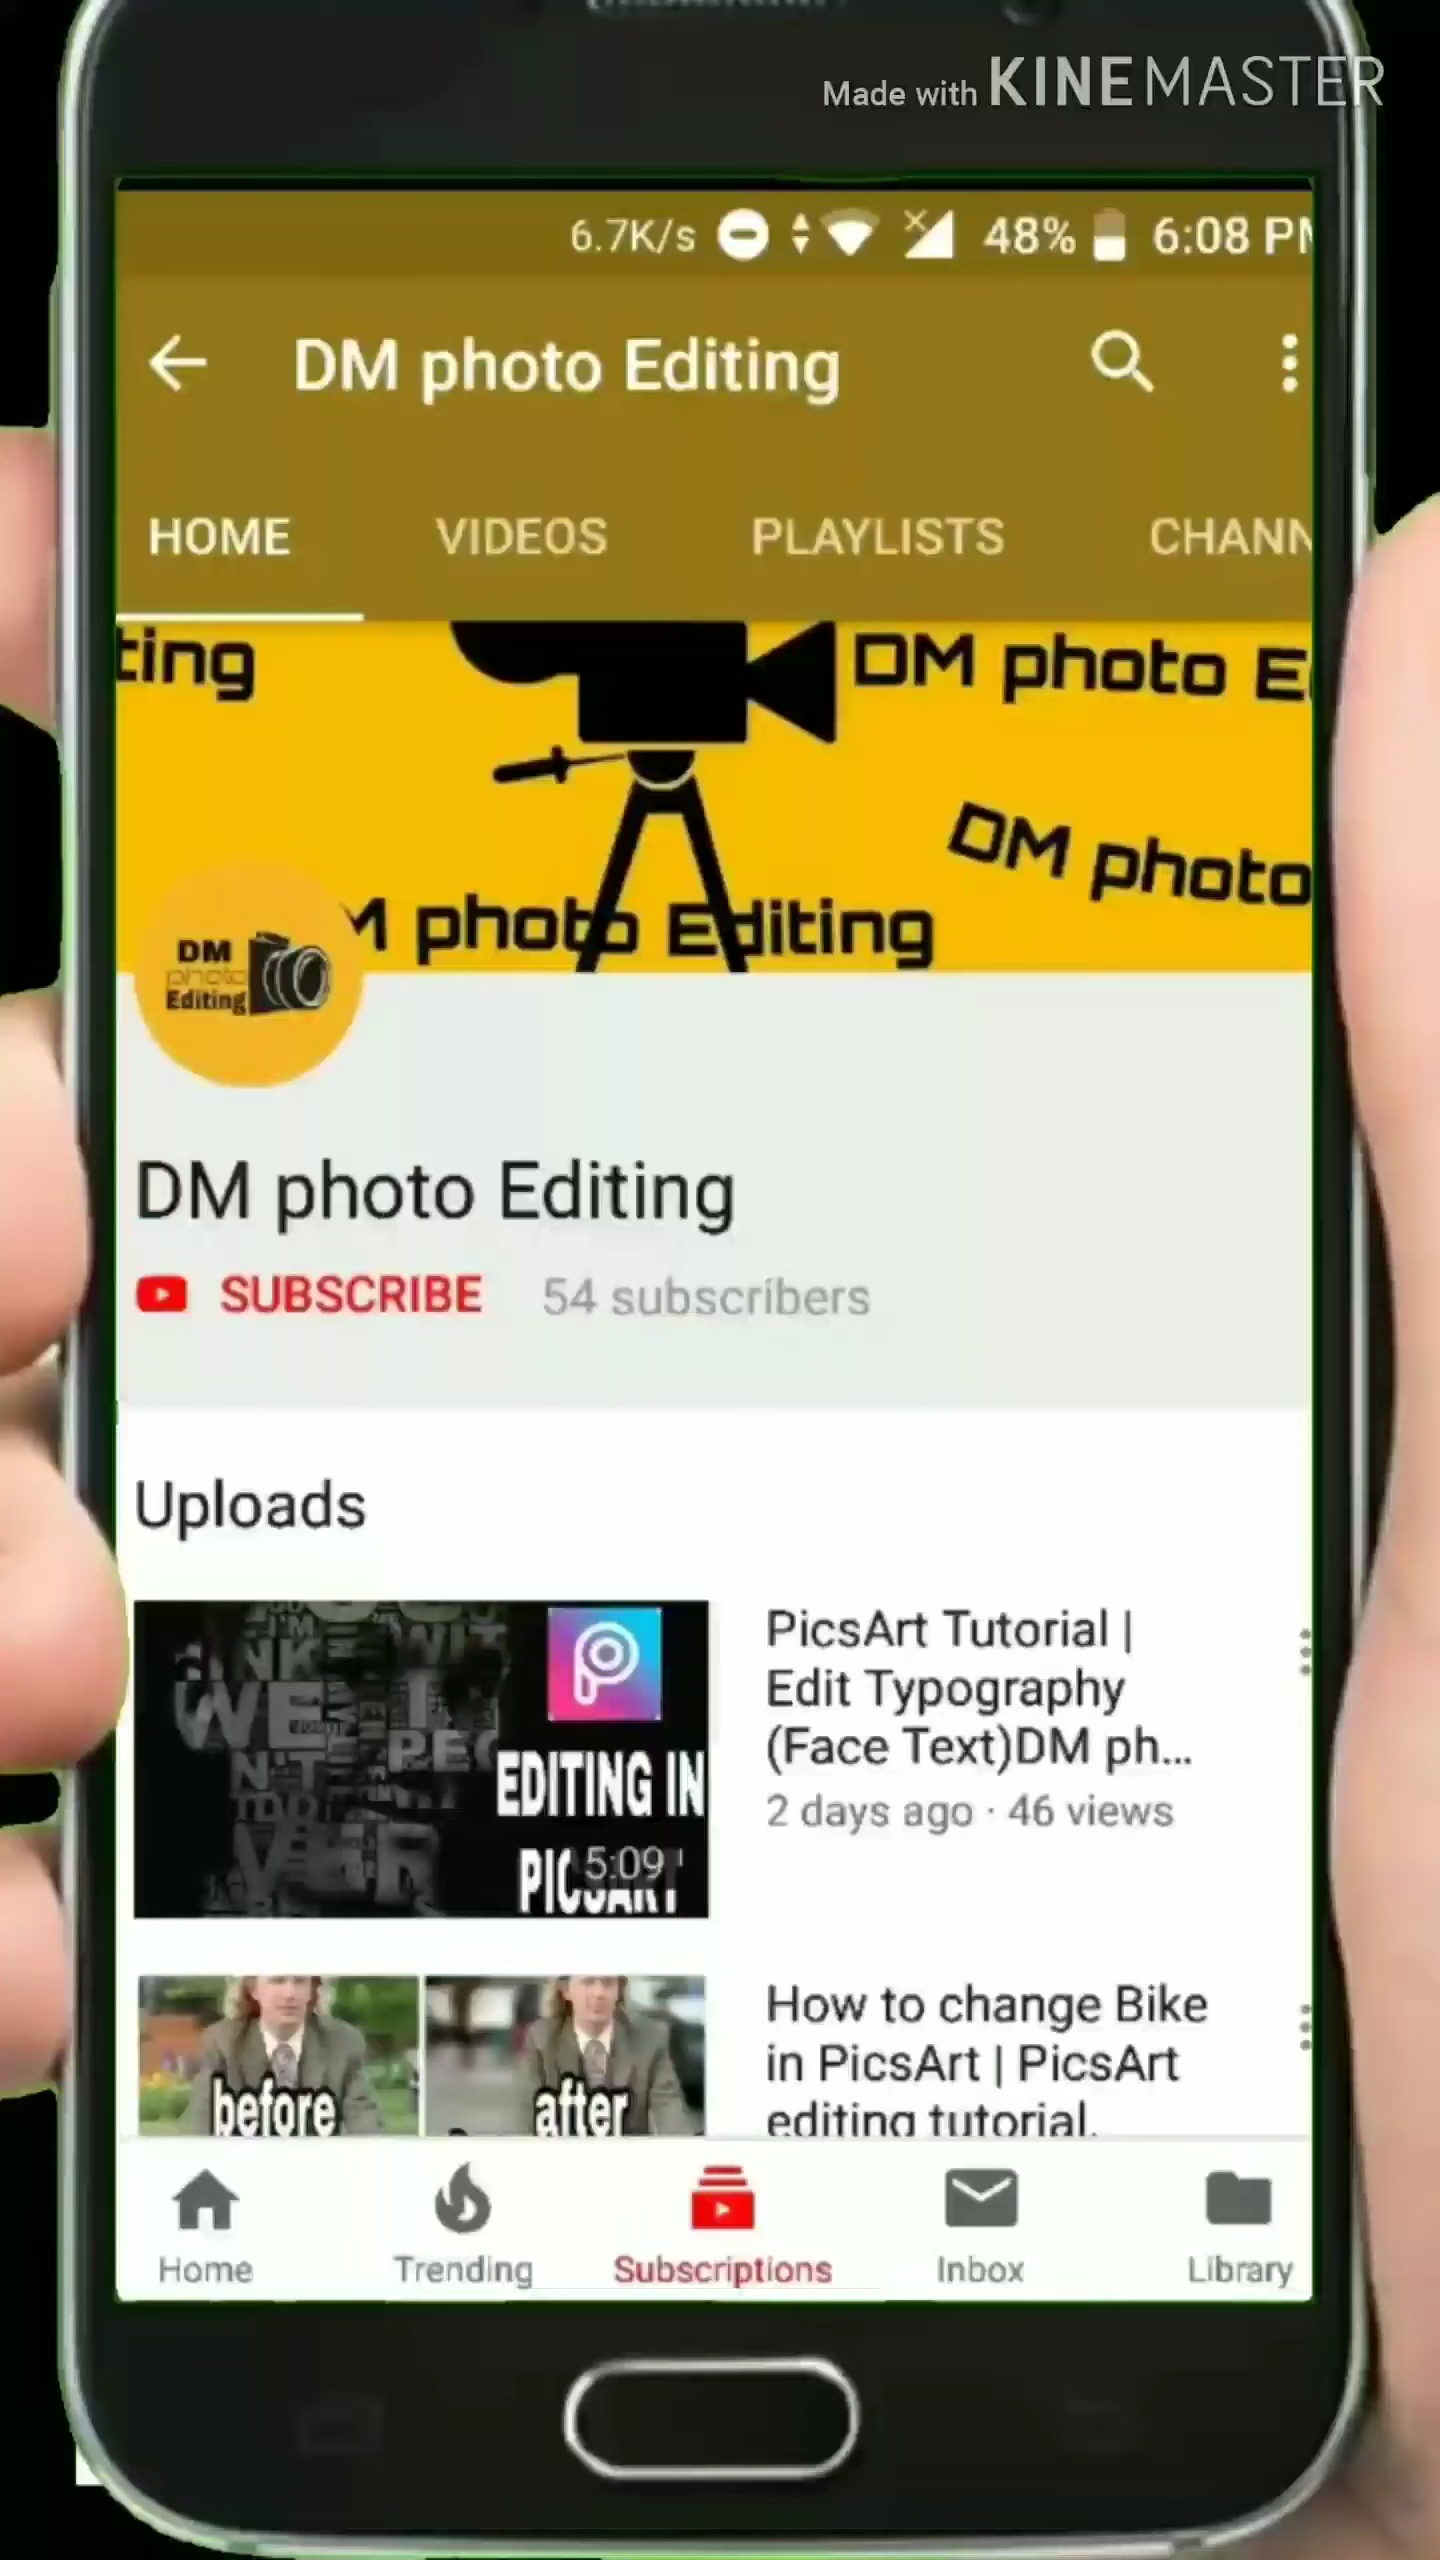 Made with KINEMASTER
6.7K/s 48% 6:08 PM
DM photo Editing
HOME VIDEOS PLAYLISTS CHANN
ting
DM photo E
DM photo
M photo Editing
DM
photo
Editing
DM photo Editing
SUBSCRIBE 54 subscribers
Uploads
WE
EDITING IN
PICSART
5:09
PicsArt Tutorial |
Edit Typography
(Face Text)DM ph...
2 days ago · 46 views
before
after
How to change Bike
in PicsArt | PicsArt
editing tutorial.
Home Trending Subscriptions Inbox Library